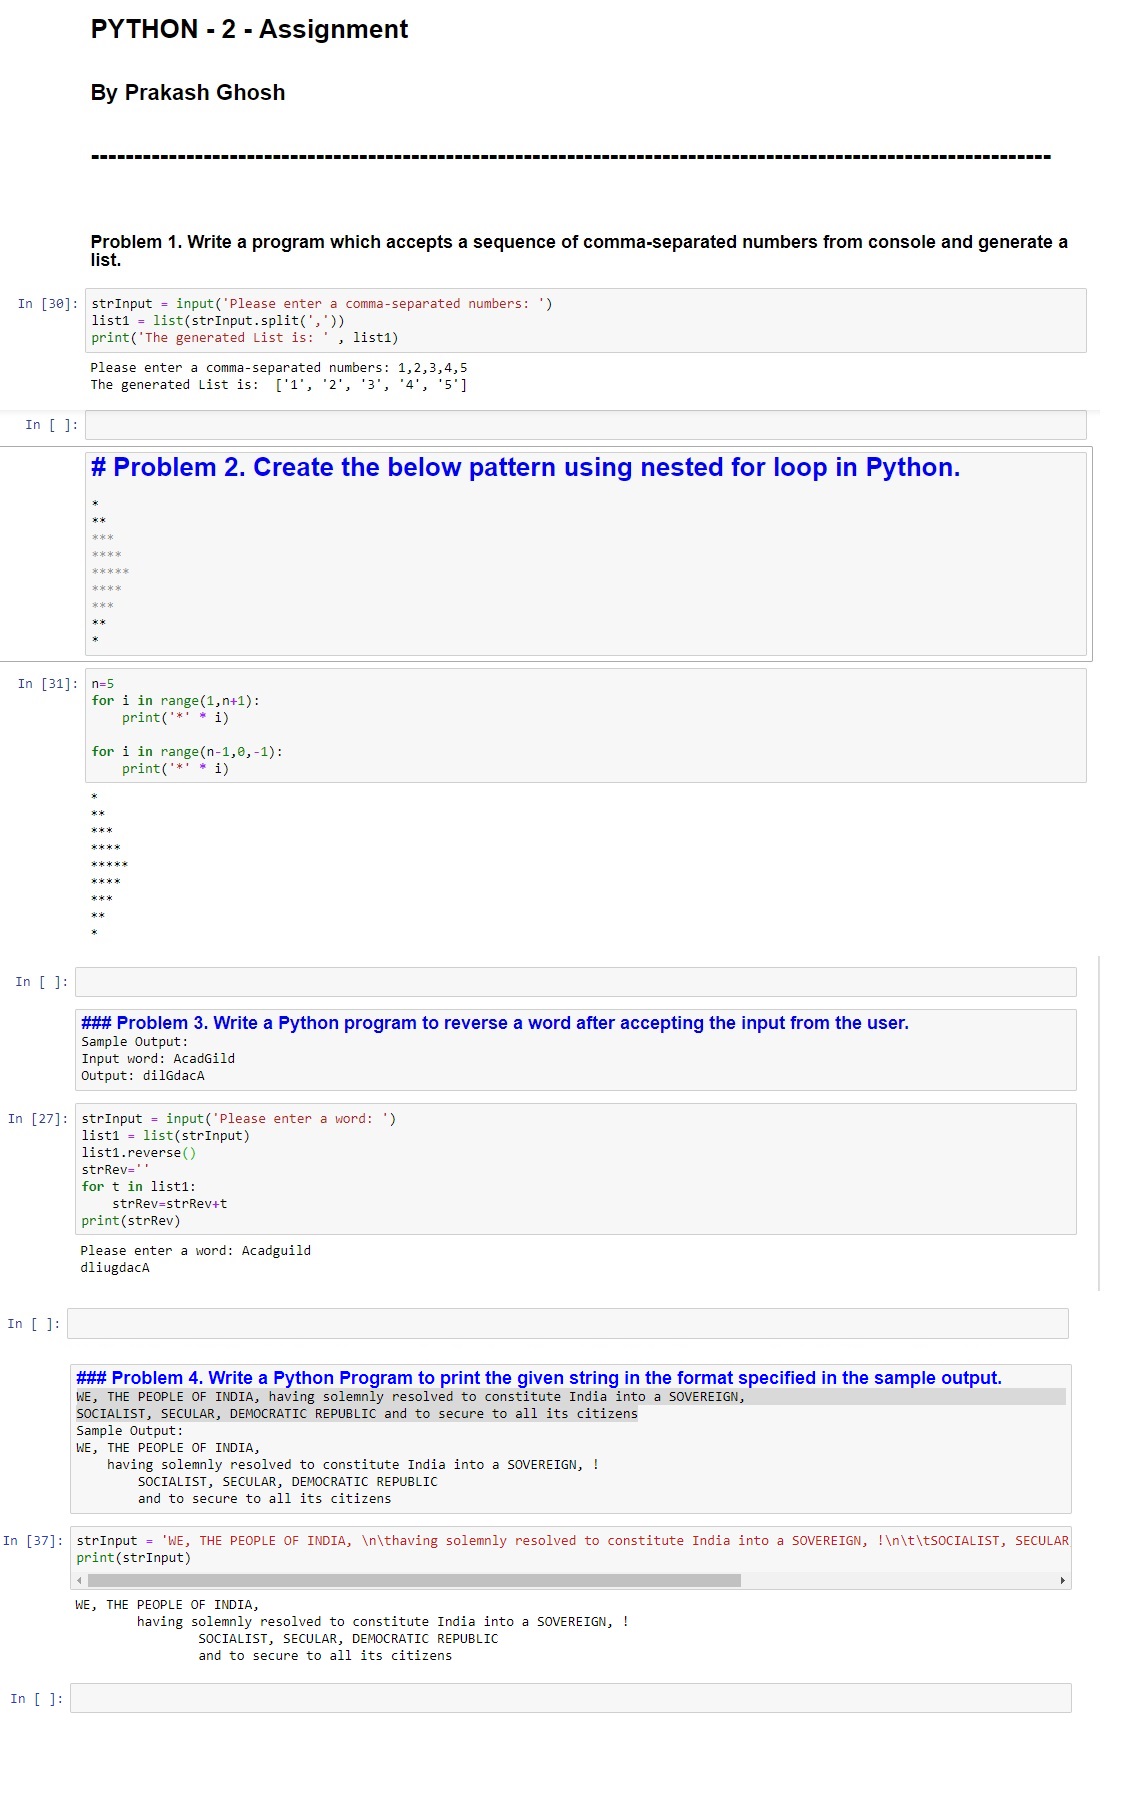 PYTHON - 2 - Assignment
By Prakash Ghosh
---------------------------------------------------------------------------------------------------------------
Problem 1. Write a program which accepts a sequence of comma-separated numbers from console and generate a
list.
In [30]: strInput = input('Please enter a comma-separated numbers: ')
list1 = list(strInput.split(','))
print('The generated List is: ' , list1)
Please enter a comma-separated numbers: 1,2,3,4,5
The generated List is:  ['1', '2', '3', '4', '5']
In [ ]:
# Problem 2. Create the below pattern using nested for loop in Python.
*
**
***
****
*****
****
***
**
*
In [31]: n=5
for i in range(1,n+1):
    print('*' * i)
for i in range(n-1,0,-1):
    print('*' * i)
*
**
***
****
*****
****
***
**
*
In [ ]:
### Problem 3. Write a Python program to reverse a word after accepting the input from the user.
Sample Output:
Input word: AcadGild
Output: dilGdacA
In [27]: strInput = input('Please enter a word: ')
list1 = list(strInput)
list1.reverse()
strRev=''
for t in list1:
    strRev=strRev+t
print(strRev)
Please enter a word: Acadguild
dliugdacA
In [ ]:
### Problem 4. Write a Python Program to print the given string in the format specified in the sample output.
WE, THE PEOPLE OF INDIA, having solemnly resolved to constitute India into a SOVEREIGN,
SOCIALIST, SECULAR, DEMOCRATIC REPUBLIC and to secure to all its citizens
Sample Output:
WE, THE PEOPLE OF INDIA,
    having solemnly resolved to constitute India into a SOVEREIGN, !
        SOCIALIST, SECULAR, DEMOCRATIC REPUBLIC
        and to secure to all its citizens
In [37]: strInput = 'WE, THE PEOPLE OF INDIA, \n\thaving solemnly resolved to constitute India into a SOVEREIGN, !\n\t\tSOCIALIST, SECULAR
print(strInput)
WE, THE PEOPLE OF INDIA,
        having solemnly resolved to constitute India into a SOVEREIGN, !
                SOCIALIST, SECULAR, DEMOCRATIC REPUBLIC
                and to secure to all its citizens
In [ ]: